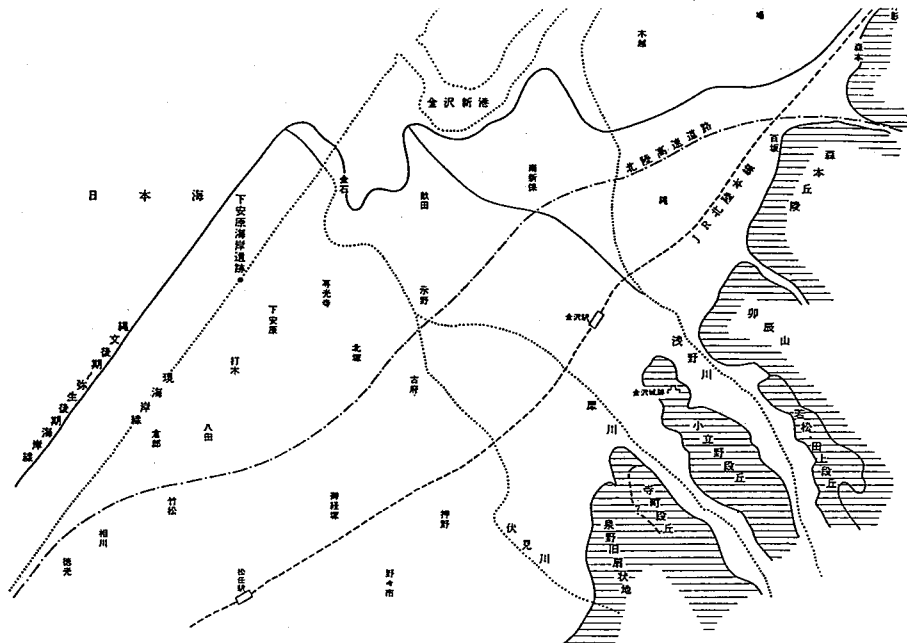 木越
森本
金沢新港
北陸高速道路
百坂
森本丘陵
日本海
金石
畝田
南新保
JR北陸本線
下安原海岸遺跡
専光寺
示野
下安原
北塚
金沢駅
卯辰山
浅野川
縄文後期弥生後期海岸線
現海岸線
打木
古府
金沢城跡
犀川
小立野段丘
若松田上段丘
八田
倉部
竹松
御経塚
押野
伏見川
寺町段丘
?
泉野旧扇状地
相川
徳光
松任駅
野々市